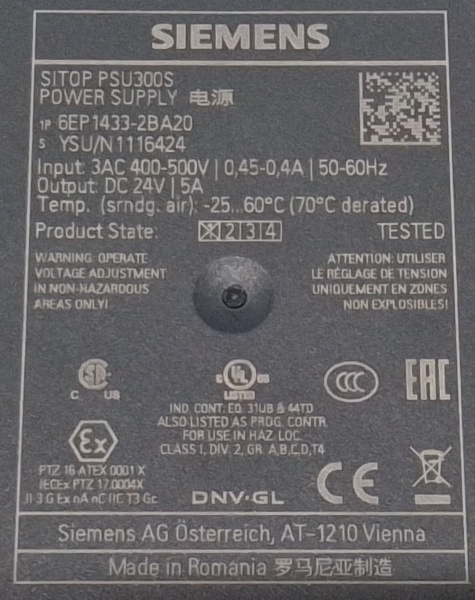 SIEMENS
SITOP PSU300S
POWER SUPPLY 电源
1P 6EP1433-2BA20
S YSU/N1116424
Input: 3AC 400-500V | 0,45-0,4A | 50-60Hz
Output: DC 24V | 5A
Temp. (srndg. air): -25...60°C (70°C derated)
Product State: X 2 3 4 TESTED
WARNING: OPERATE
VOLTAGE ADJUSTMENT
IN NON-HAZARDOUS
AREAS ONLY!
ATTENTION: UTILISER
LE RÉGLAGE DE TENSION
UNIQUEMENT EN ZONES
NON EXPLOSIBLES!
C SA US
C UL US
LISTED
CCC
EAC
IND. CONT. EQ. 31UB & 44TD
ALSO LISTED AS PROG. CONTR.
FOR USE IN HAZ. LOC.
CLASS 1, DIV. 2, GR. A,B,C,D,T4
Ex
PTZ 16 ATEX 0001 X
IECEx PTZ 17.0004X
II 3 G Ex nA nC IIC T3 Gc
DNV·GL
CE
Siemens AG Österreich, AT-1210 Vienna
Made in Romania 罗马尼亚制造